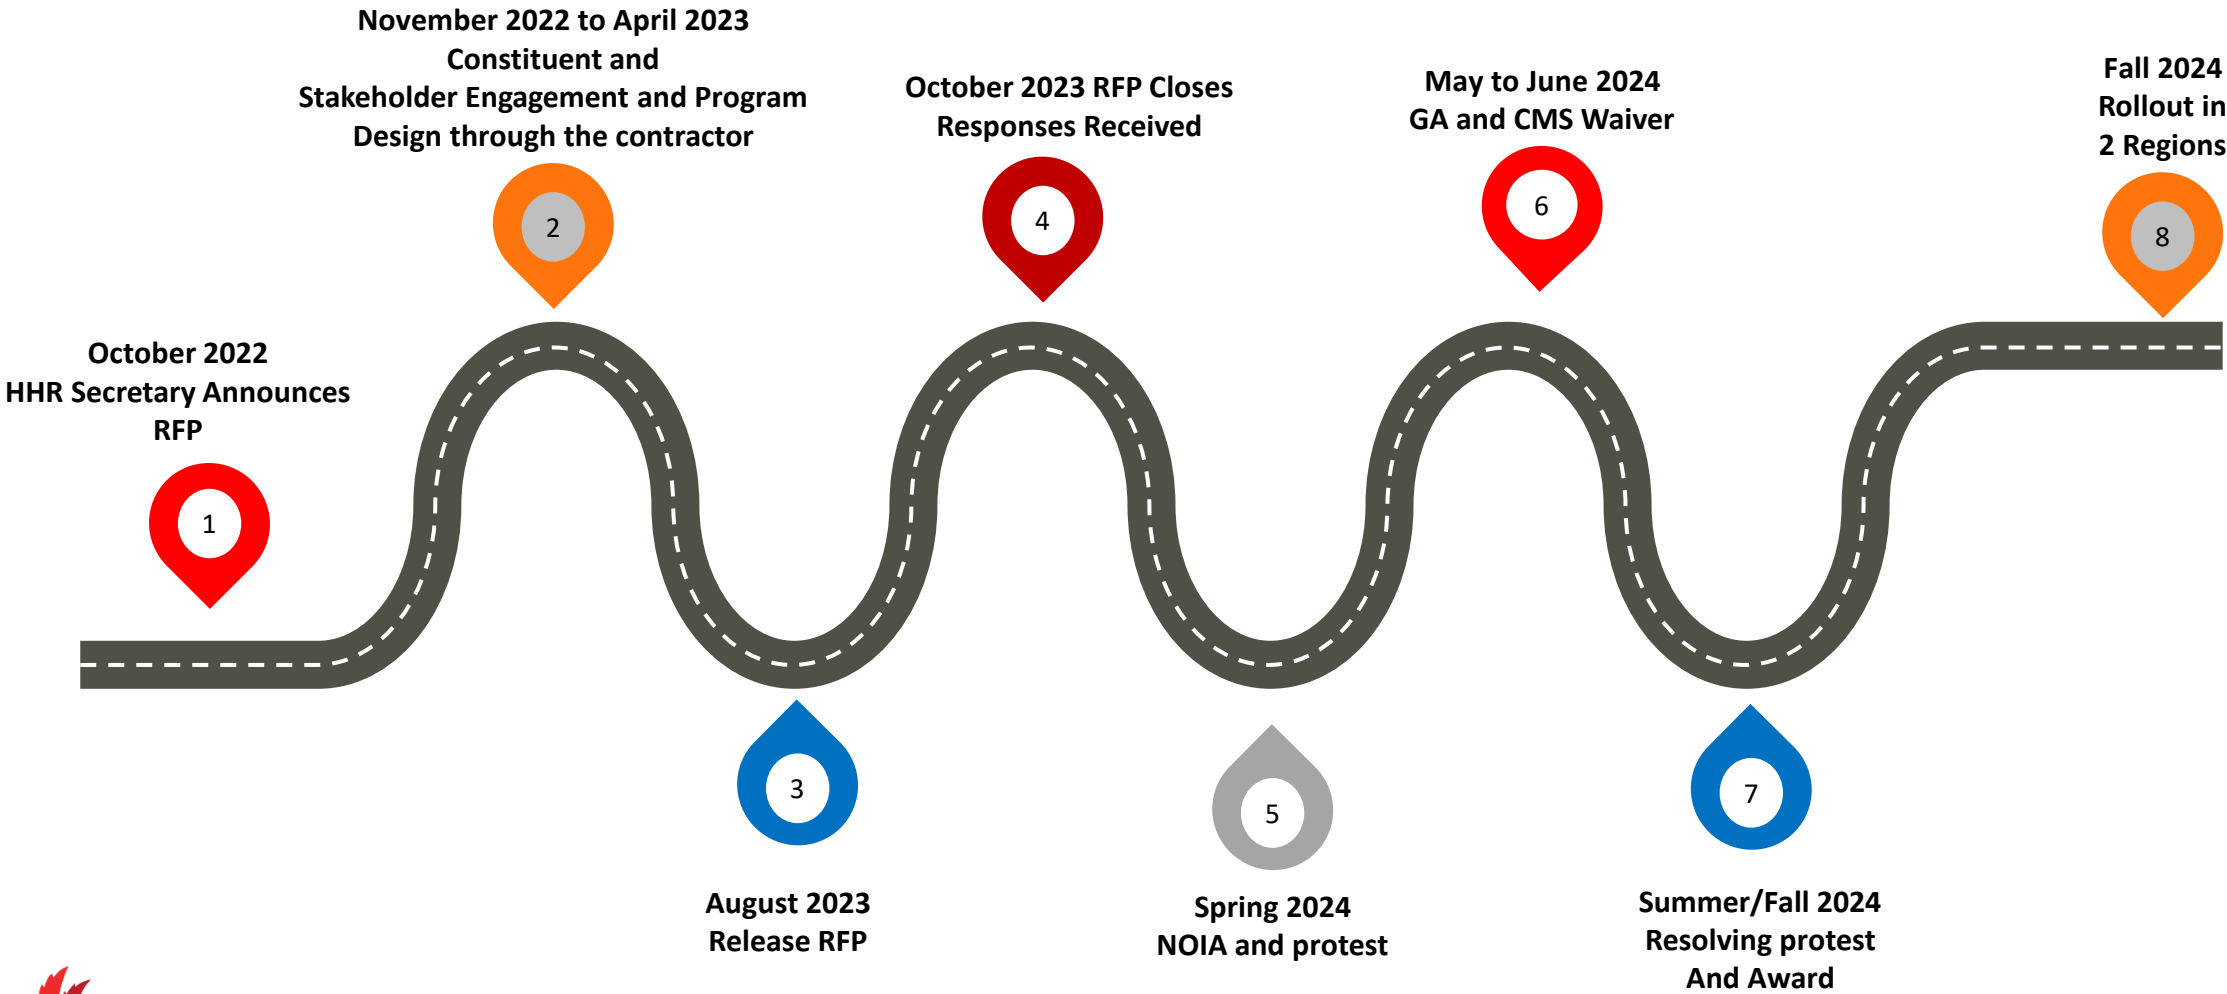 October 2022
HHR Secretary Announces
RFP
1
November 2022 to April 2023
Constituent and
Stakeholder Engagement and Program
Design through the contractor
2
3
August 2023
Release RFP
October 2023 RFP Closes
Responses Received
4
5
Spring 2024
NOIA and protest
May to June 2024
GA and CMS Waiver
6
7
Summer/Fall 2024
Resolving protest
And Award
Fall 2024
Rollout in
2 Regions
8